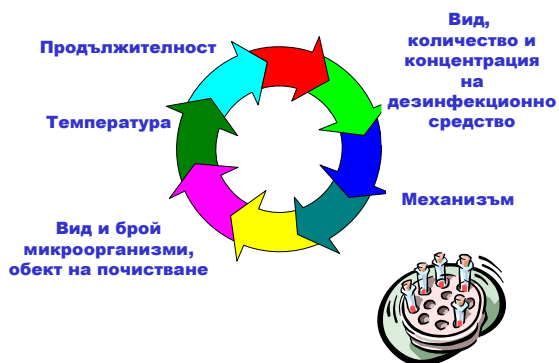 Продължителност
Вид,
количество и
концентрация
на
дезинфекционно
средство
Температура
Механизъм
Вид и брой
микроорганизми,
обект на почистване